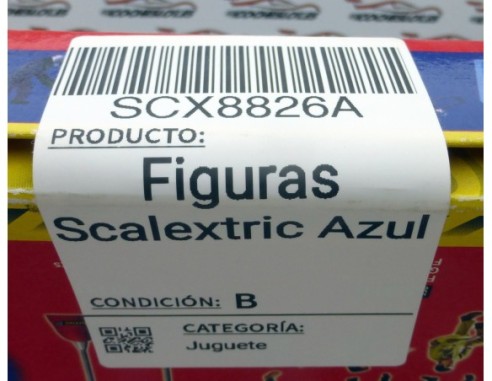 SCX8826A
PRODUCTO:
Figuras
Scalextric Azul
CONDICIÓN: B
CATEGORÍA:
Juguete